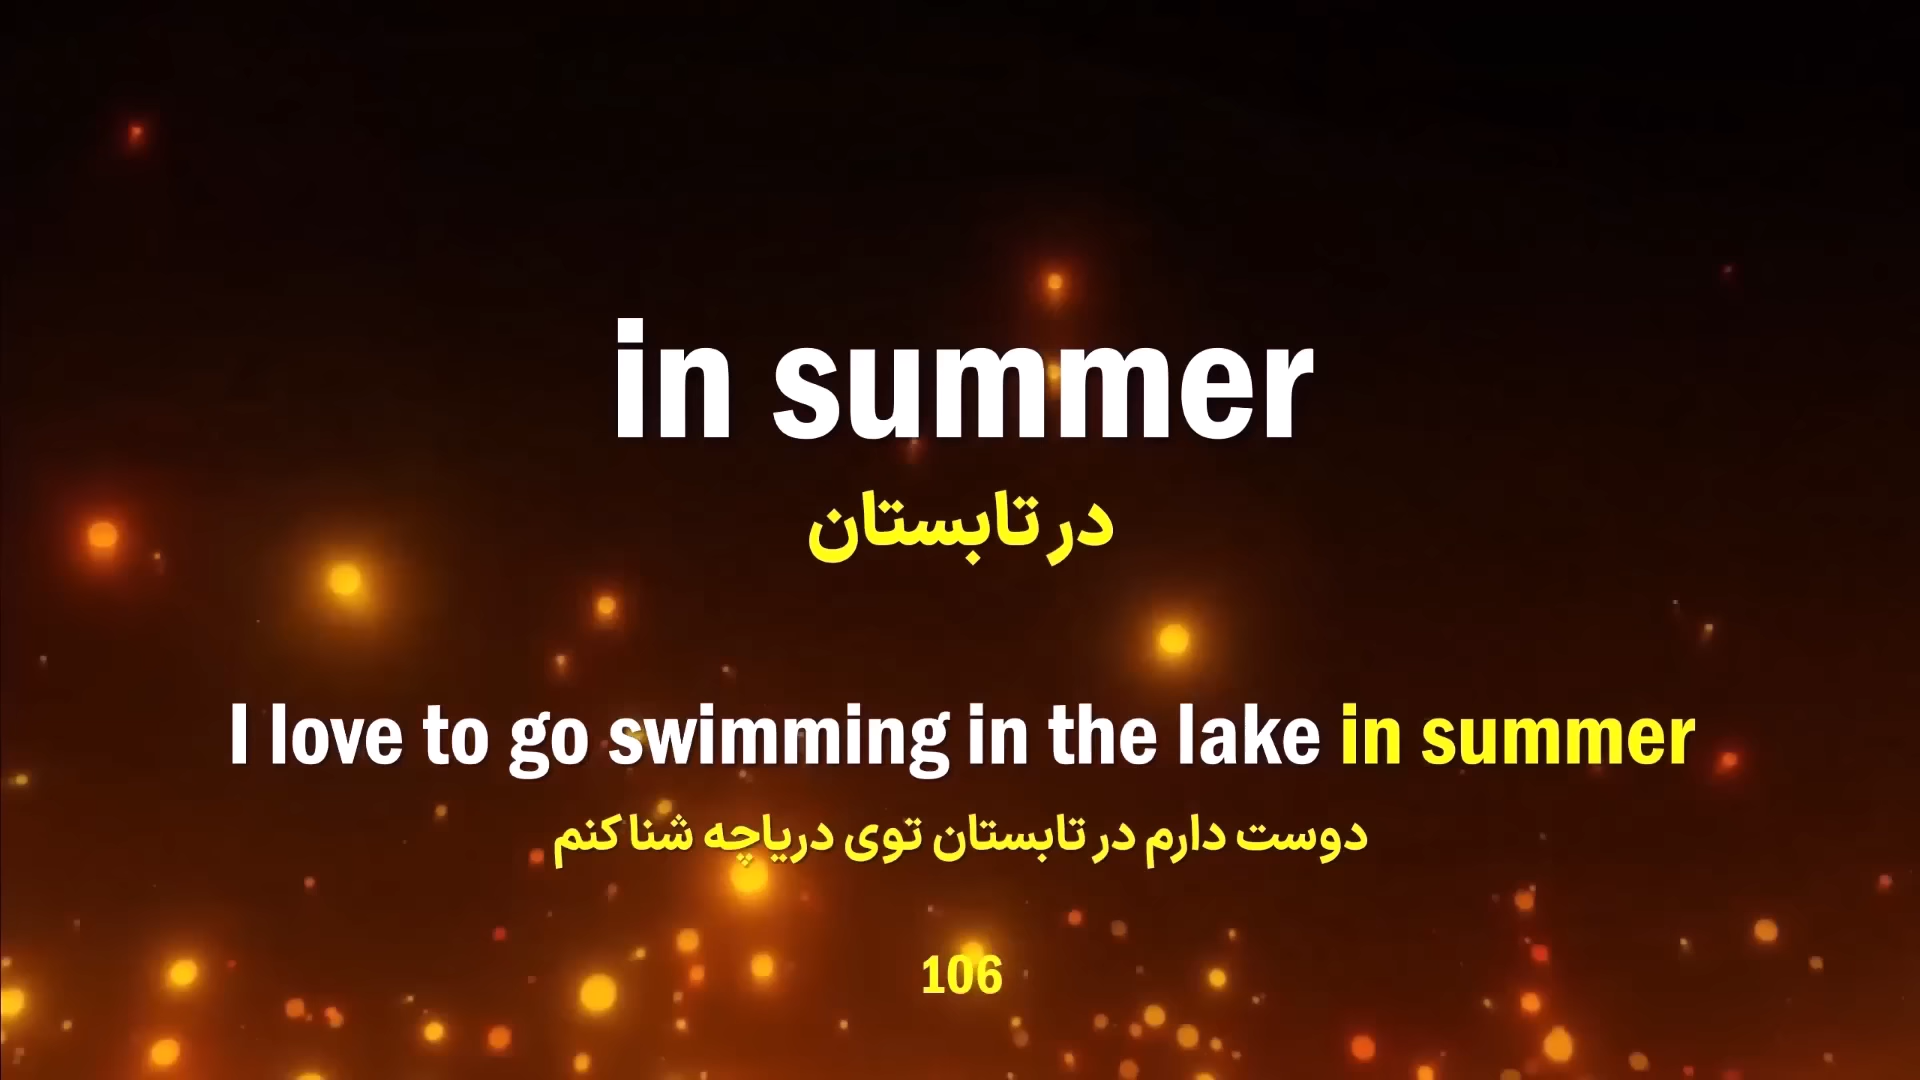 in summer
در تابستان
I love to go swimming in the lake in summer
دوست دارم در تابستان توی دریاچه شنا کنم
106